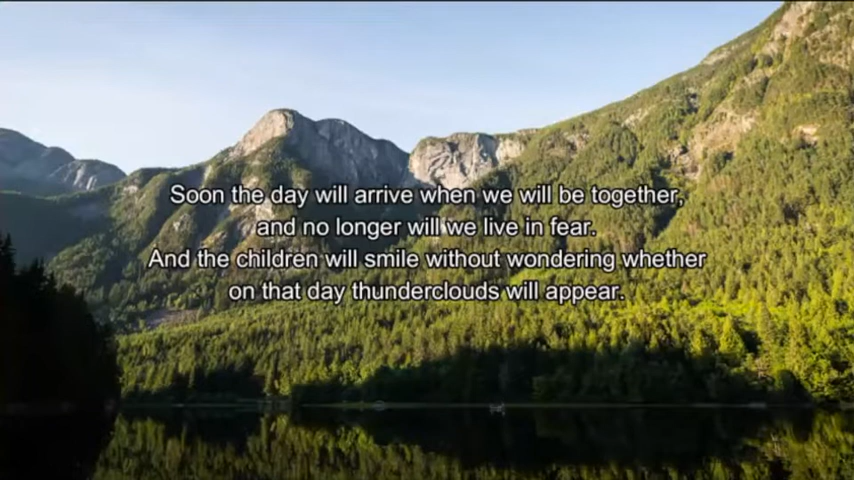 Soon the day will arrive when we will be together,
and no longer will we live in fear.
And the children will smile without wondering whether
on that day thunderclouds will appear.